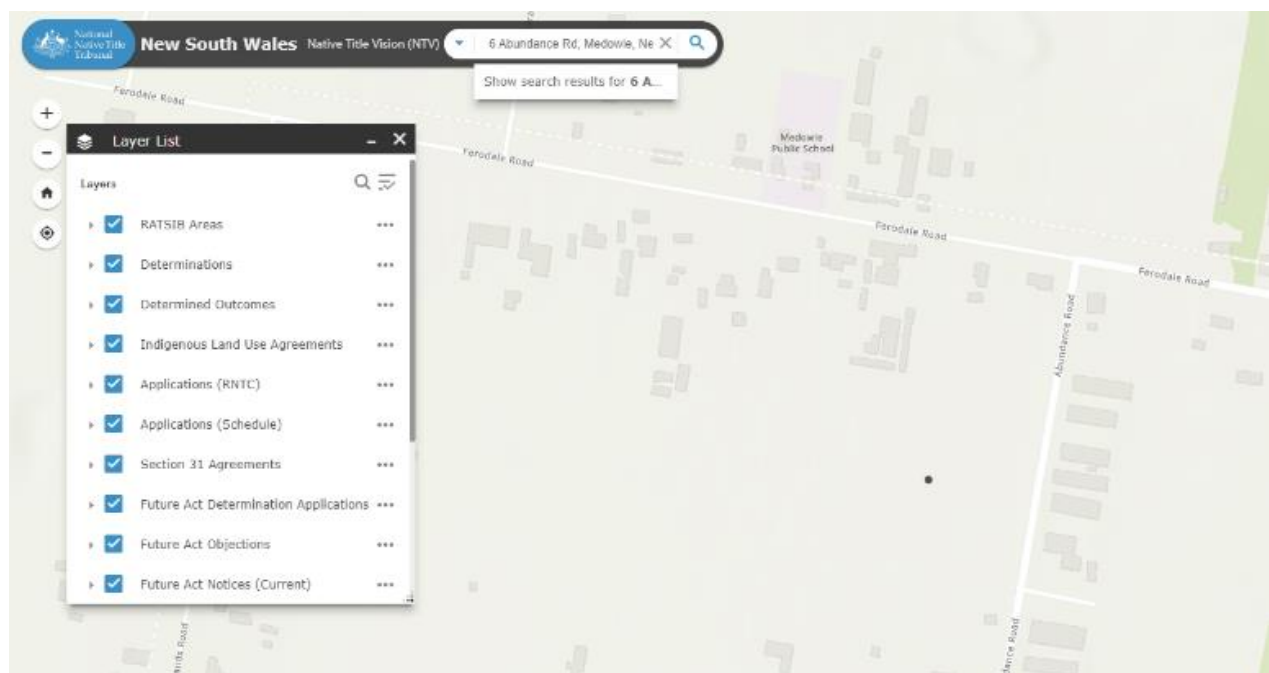 National
Native Title
Tribunal
New South Wales Native Title Vision (NTV)
6 Abundance Rd, Medowie, Ne
Show search results for 6 A...
Ferodale Road
Layer List
Layers
RATSIB Areas
Determinations
Determined Outcomes
Indigenous Land Use Agreements
Applications (RNTC)
Applications (Schedule)
Section 31 Agreements
Future Act Determination Applications
Future Act Objections
Future Act Notices (Current)
Ferodale Road
Medowie
Public School
Ferodale Road
Ferodale Road
Abundance Road